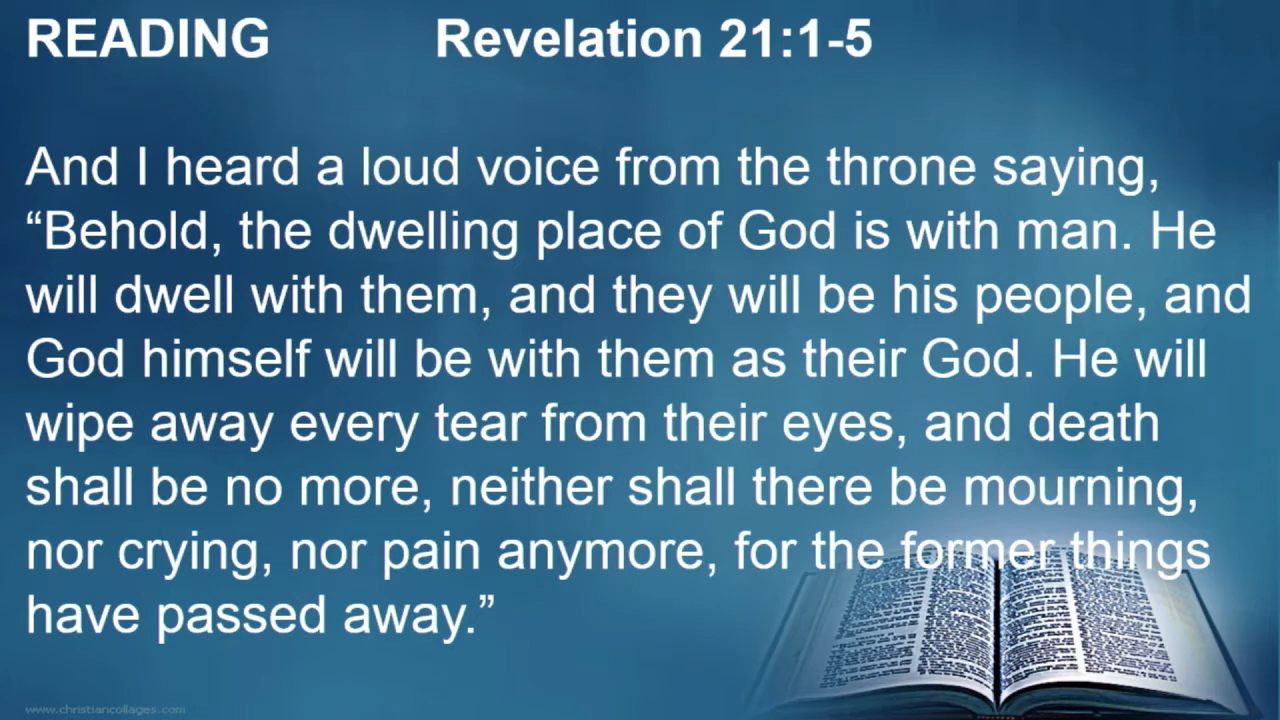 READING Revelation 21:1-5
And I heard a loud voice from the throne saying,
“Behold, the dwelling place of God is with man. He
will dwell with them, and they will be his people, and
God himself will be with them as their God. He will
wipe away every tear from their eyes, and death
shall be no more, neither shall there be mourning,
nor crying, nor pain anymore, for the former things
have passed away.”
www.christiancollages.com